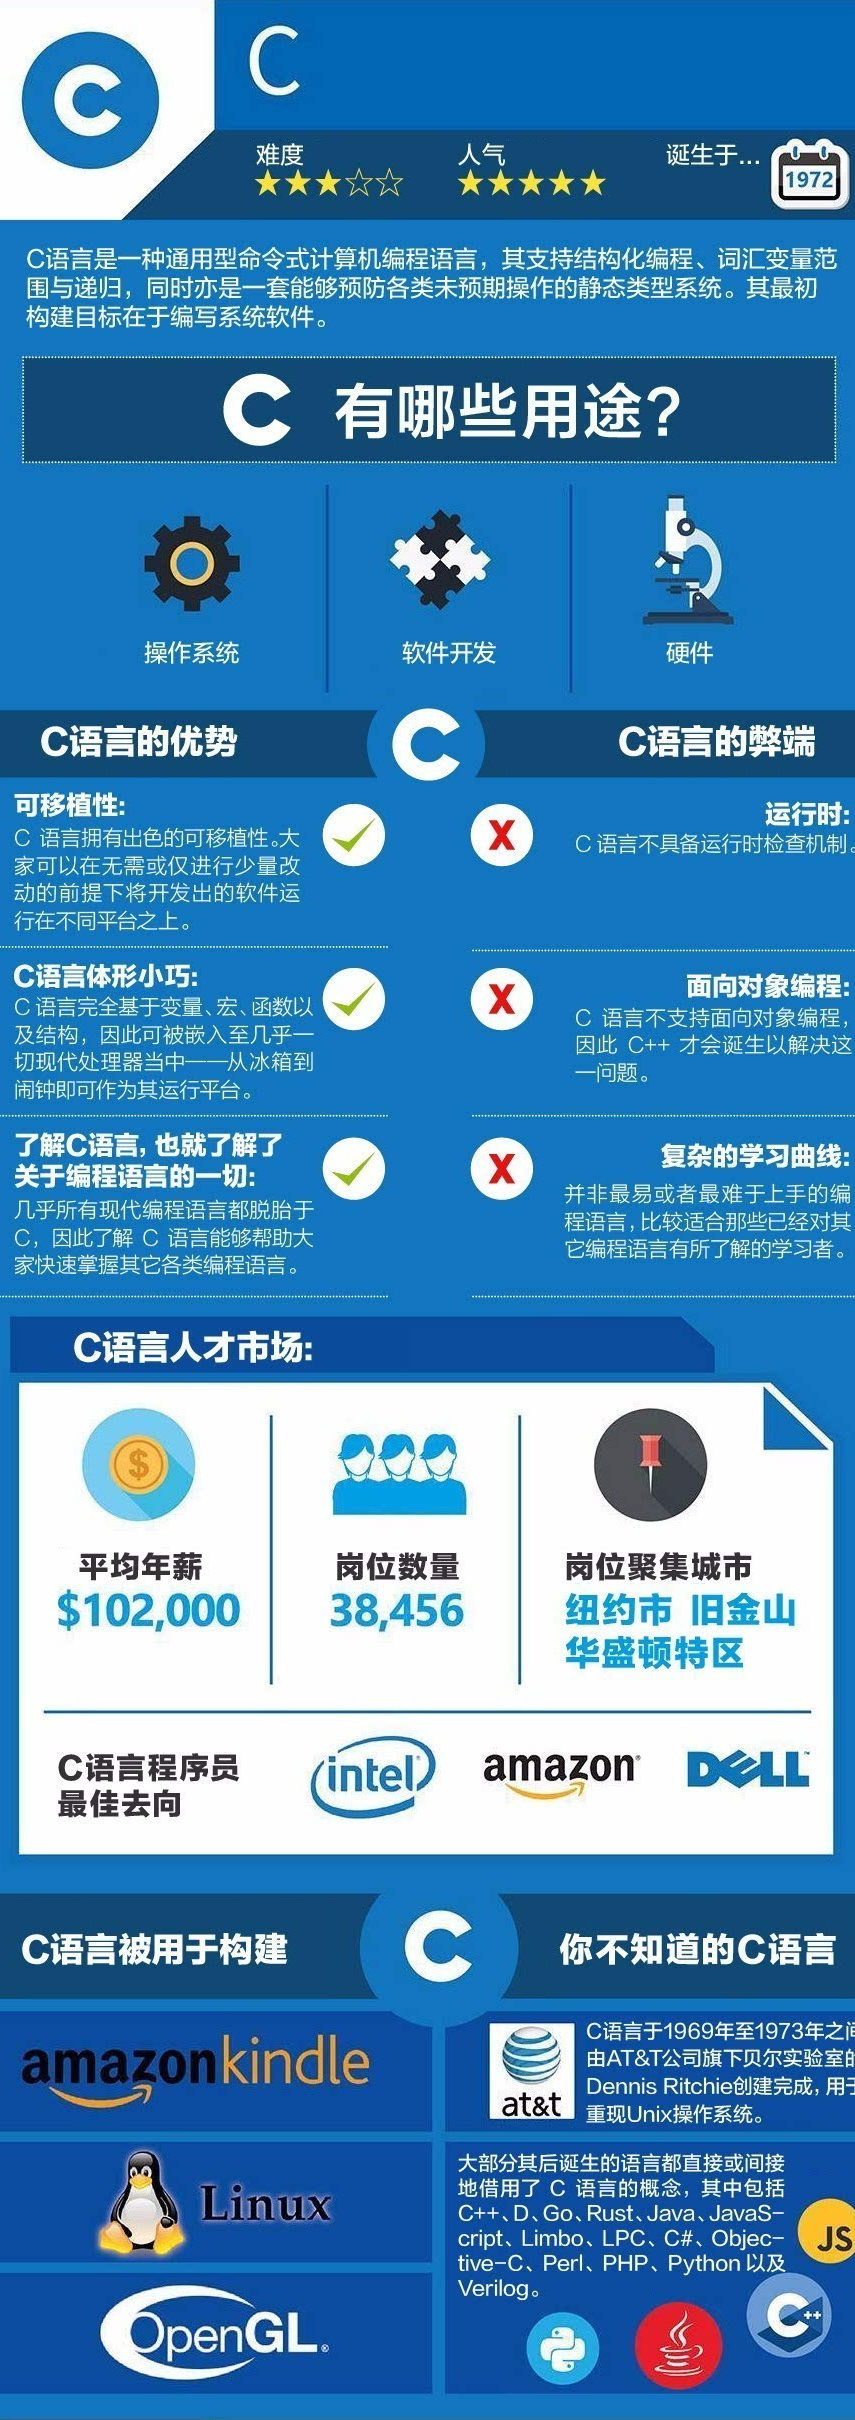 C
C
难度
人气
诞生于...
1972
C语言是一种通用型命令式计算机编程语言，其支持结构化编程、词汇变量范
围与递归，同时亦是一套能够预防各类未预期操作的静态类型系统。其最初
构建目标在于编写系统软件。
C 有哪些用途?
操作系统
软件开发
硬件
C语言的优势
C
C语言的弊端
可移植性:
C 语言拥有出色的可移植性。大
家可以在无需或仅进行少量改
动的前提下将开发出的软件运
行在不同平台之上。
X
运行时:
C 语言不具备运行时检查机制。
C语言体形小巧:
C 语言完全基于变量、宏、函数以
及结构，因此可被嵌入至几乎一
切现代处理器当中——从冰箱到
闹钟即可作为其运行平台。
X
面向对象编程:
C 语言不支持面向对象编程，
因此 C++ 才会诞生以解决这
一问题。
了解C语言, 也就了解了
关于编程语言的一切:
几乎所有现代编程语言都脱胎于
C，因此了解 C 语言能够帮助大
家快速掌握其它各类编程语言。
X
复杂的学习曲线:
并非最易或者最难于上手的编
程语言，比较适合那些已经对其
它编程语言有所了解的学习者。
C语言人才市场:
$
平均年薪
$102,000
岗位数量
38,456
岗位聚集城市
纽约市 旧金山
华盛顿特区
C语言程序员
最佳去向
intel
amazon
DELL
C语言被用于构建
C
你不知道的C语言
amazonkindle
Linux
OpenGL®
at&t
C语言于1969年至1973年之间
由AT&T公司旗下贝尔实验室的
Dennis Ritchie创建完成，用于
重现Unix操作系统。
大部分其后诞生的语言都直接或间接
地借用了 C 语言的概念，其中包括
C++、D、Go、Rust、Java、JavaS-
cript、Limbo、LPC、C#、Objec-
tive-C、Perl、PHP、Python 以及
Verilog。
JS
C++